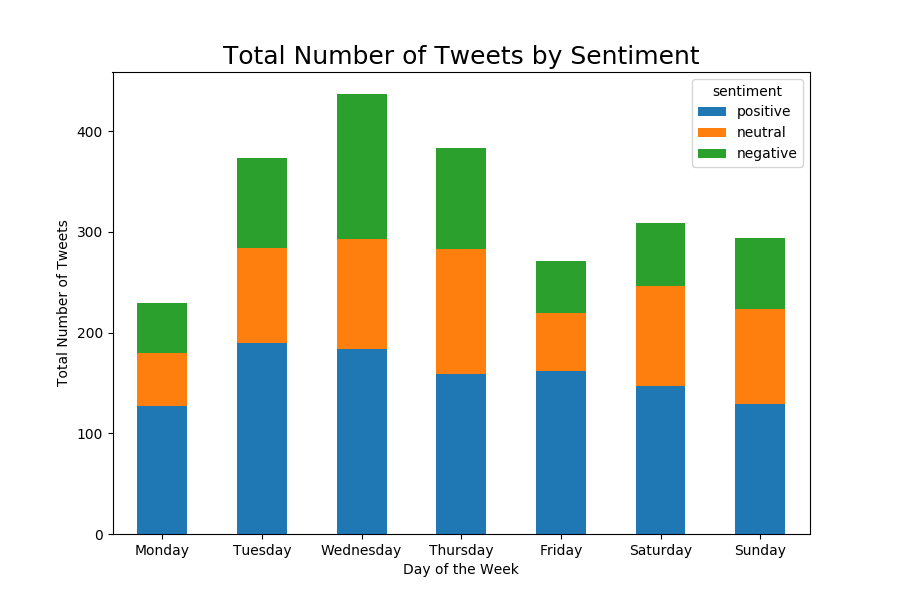 Total Number of Tweets by Sentiment
sentiment
positive
neutral
negative
400
300
200
100
0
Total Number of Tweets
Monday Tuesday Wednesday Thursday Friday Saturday Sunday
Day of the Week